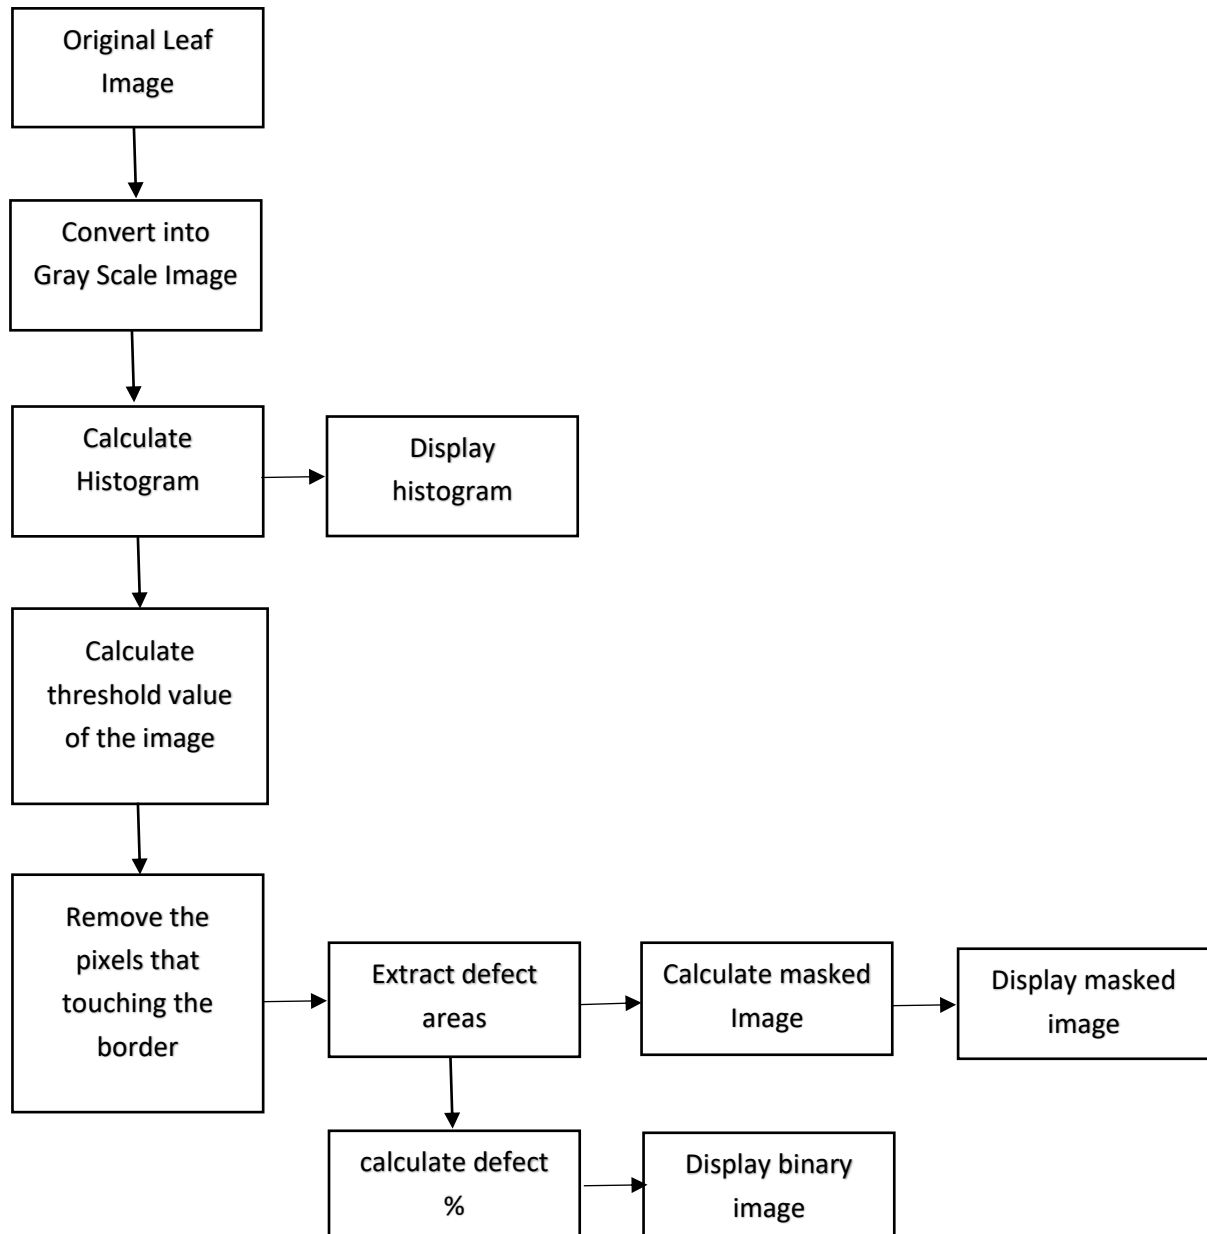 Original Leaf
Image
Convert into
Gray Scale Image
Calculate
Histogram
Display
histogram
Calculate
threshold value
of the image
Remove the
pixels that
touching the
border
Extract defect
areas
Calculate masked
Image
Display masked
image
calculate defect
%
Display binary
image